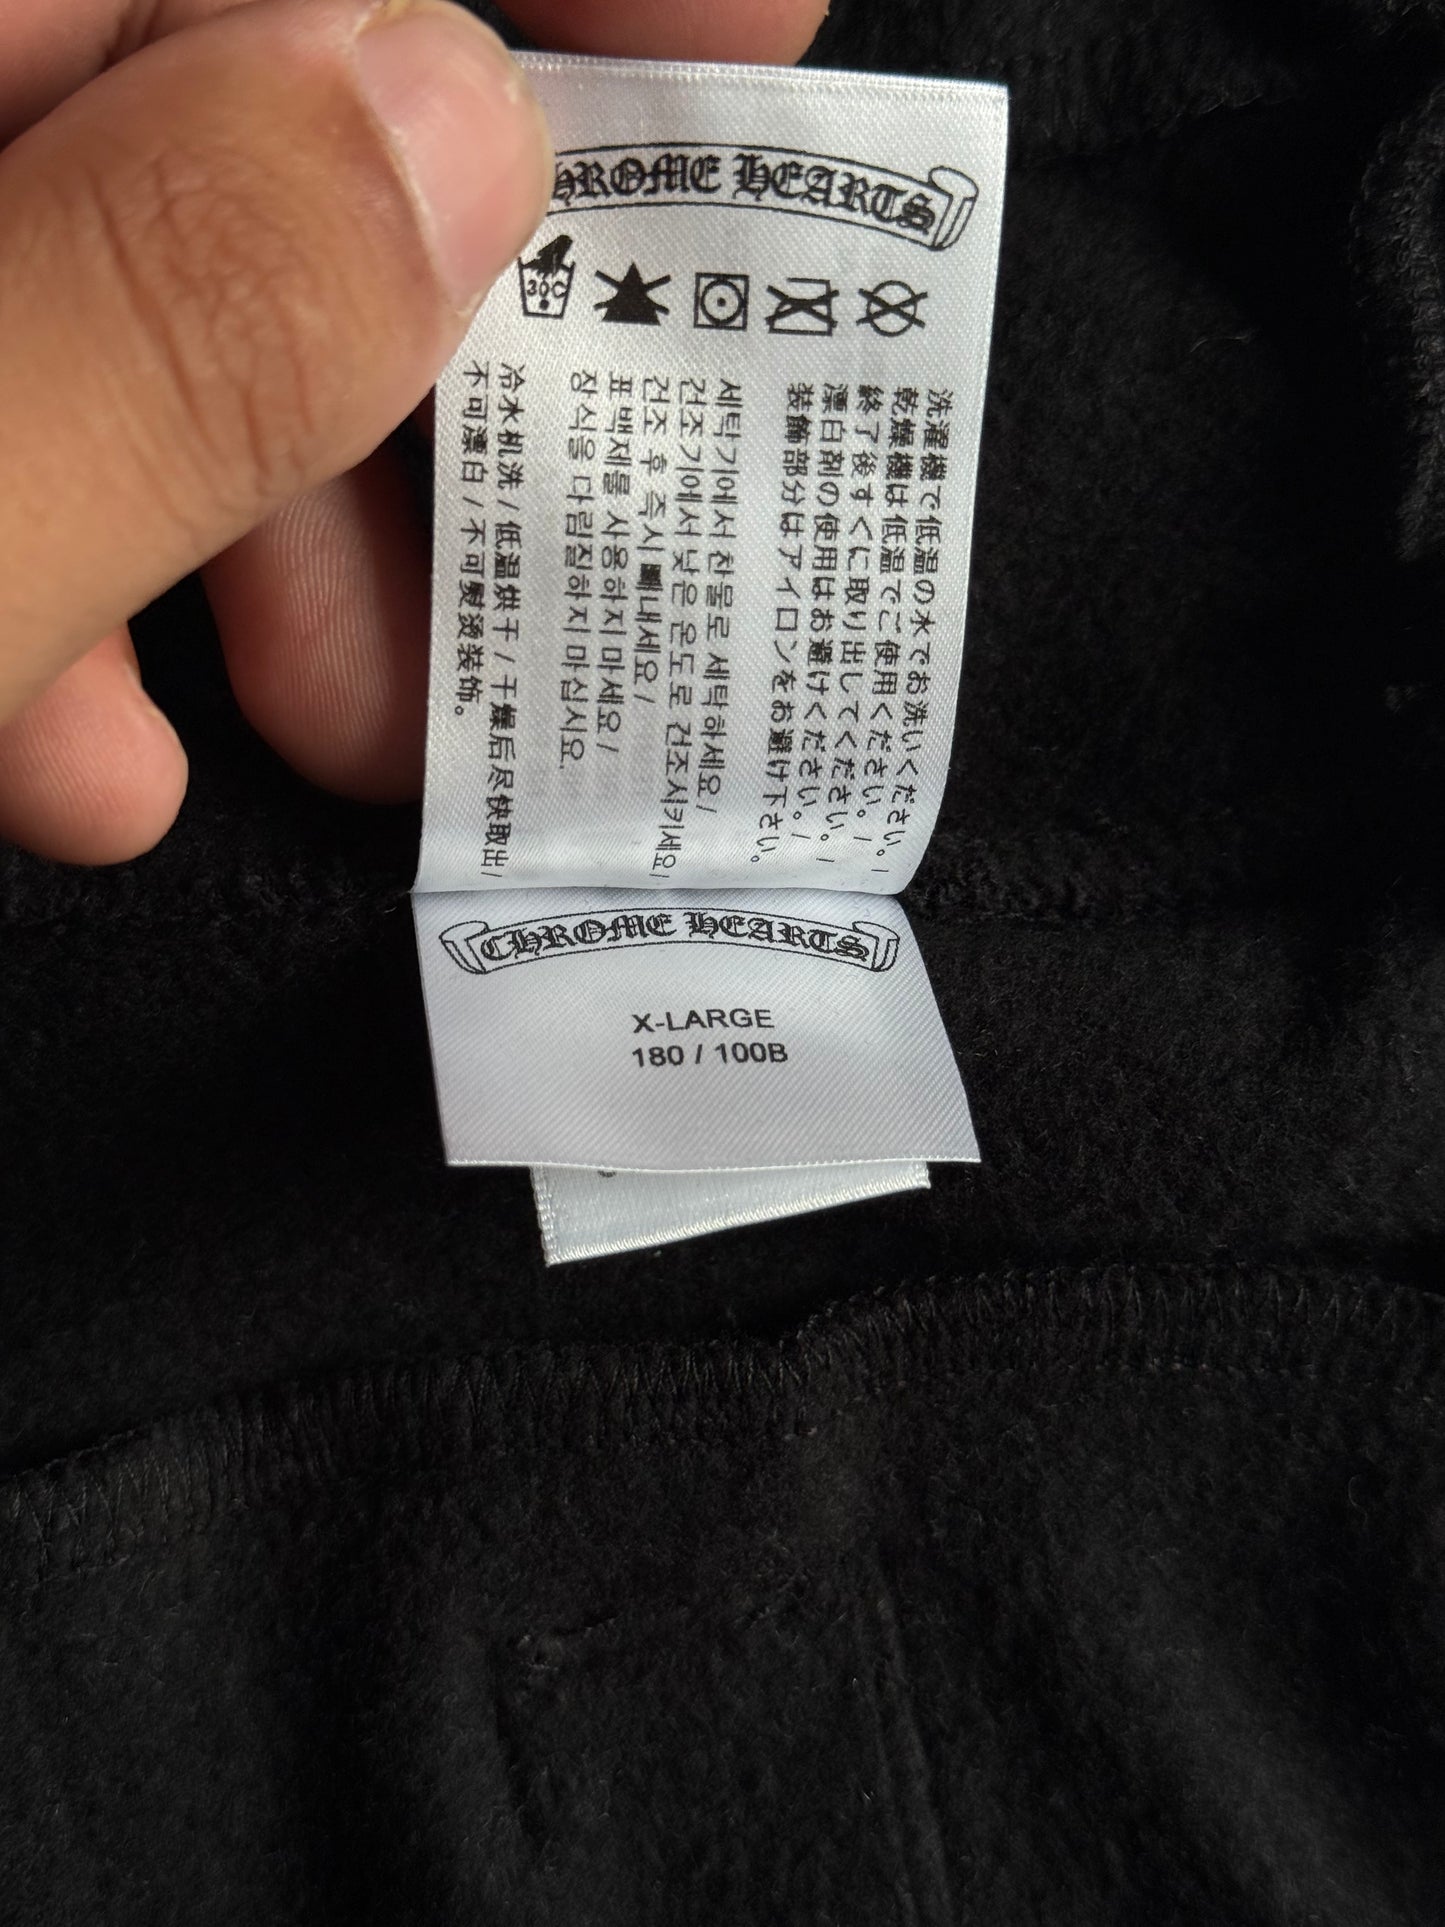 CHROME HEARTS
30C
洗濯機で低温の水でお洗いください。/
乾燥機は低温でご使用ください。/
終了後すぐに取り出してください。/
漂白剤の使用はお避けください。/
装飾部分はアイロンをお避け下さい。
세탁기에서 찬물로 세탁하세요/
건조기에서 낮은 온도로 건조시키세요/
건조 후 즉시 빼내세요/
표백제를 사용하지 마세요/
장식을 다림질하지 마십시요.
冷水机洗/低温烘干/干燥后尽快取出/
不可漂白/不可熨烫装饰。
CHROME HEARTS
X-LARGE
180 / 100B